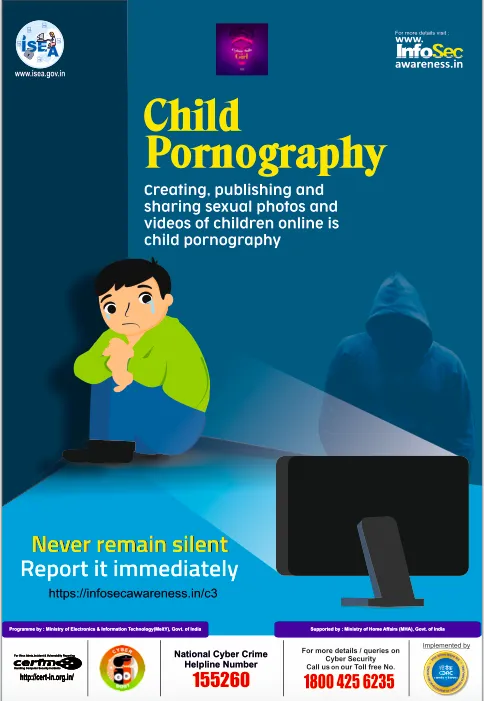 For more details visit :
www.
InfoSec
awareness.in
ISEA
www.isea.gov.in
Girl
Child
Pornography
Creating, publishing and
sharing sexual photos and
videos of children online is
child pornography
Never remain silent
Report it immediately
https://infosecawareness.in/c3
Programme by : Ministry of Electronics & Information Technology(MeitY), Govt. of India
Supported by : Ministry of Home Affairs (MHA), Govt. of India
http://cert-in.org.in/
CYBER
National Cyber Crime
Helpline Number
155260
For more details / queries on
Cyber Security
Call us on our Toll free No.
1800 425 6235
Implemented by